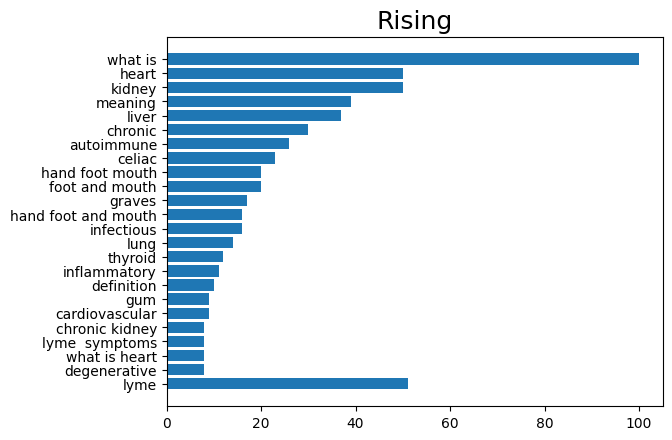 Rising
what is
heart
kidney
meaning
liver
chronic
autoimmune
celiac
hand foot mouth
foot and mouth
graves
hand foot and mouth
infectious
lung
thyroid
inflammatory
definition
gum
cardiovascular
chronic kidney
lyme  symptoms
what is heart
degenerative
lyme
0 20 40 60 80 100